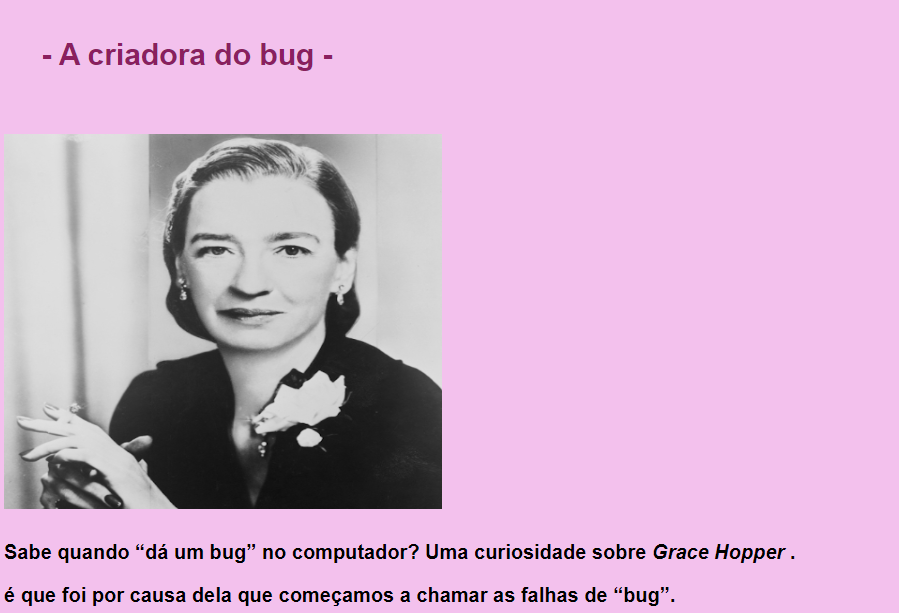 - A criadora do bug -
Sabe quando “dá um bug” no computador? Uma curiosidade sobre Grace Hopper .
é que foi por causa dela que começamos a chamar as falhas de “bug”.